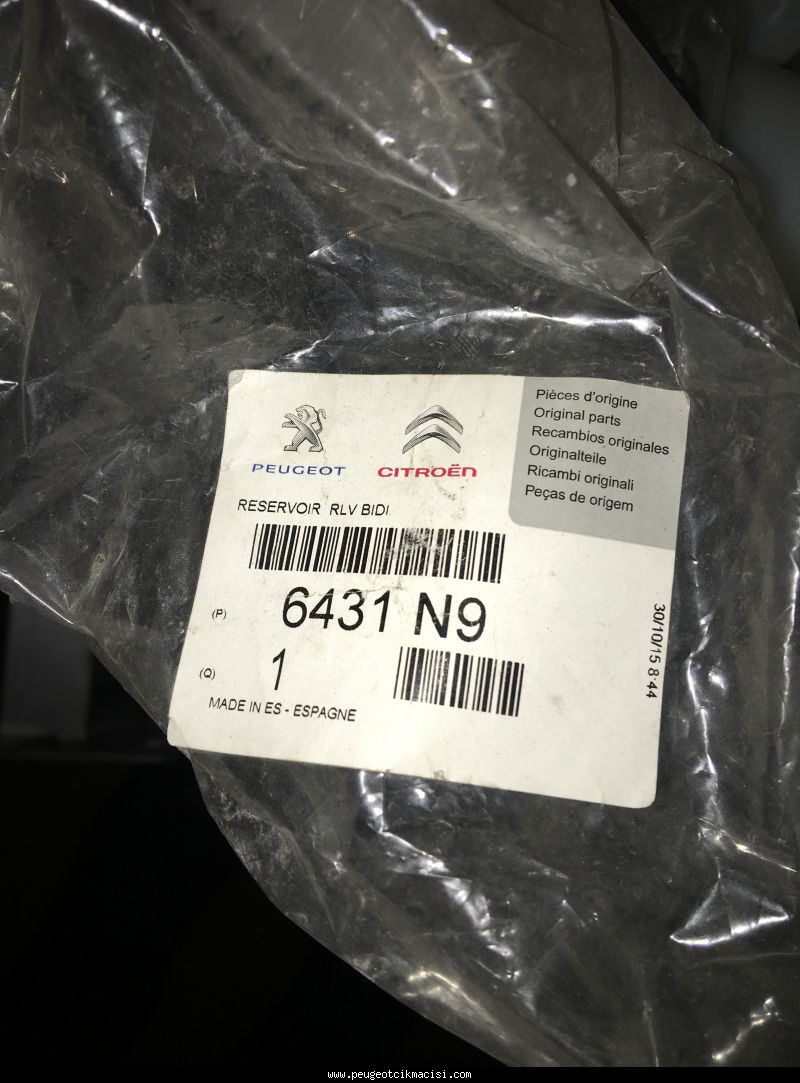 PEUGEOT
CITROËN
Pièces d'origine
Original parts
Recambios originales
Originalteile
Ricambi originali
Peças de origem
RESERVOIR RLV BIDI
(P) 6431 N9
(Q) 1
MADE IN ES - ESPAGNE
30/10/15 8:44
www.peugeotcikmacisi.com